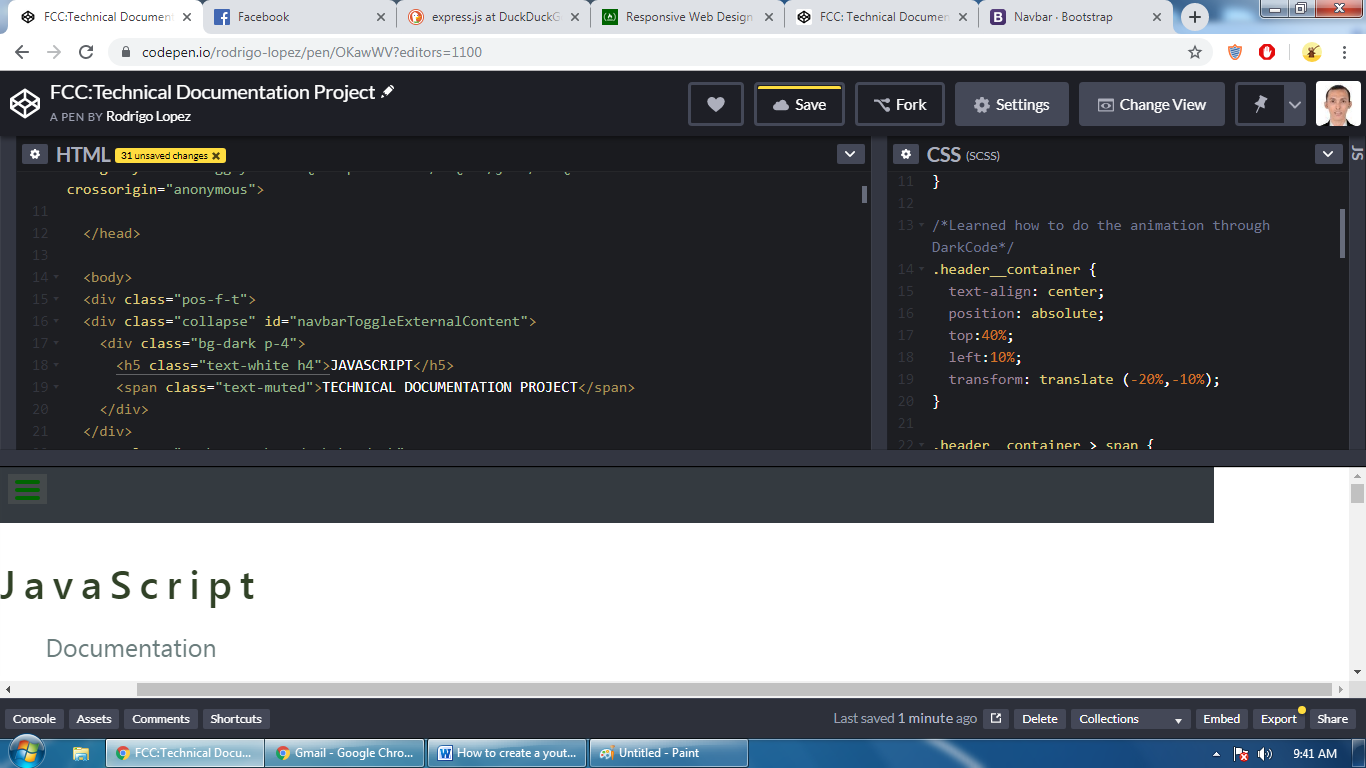 FCC:Technical Document
Facebook
express.js at DuckDuckG
Responsive Web Design
FCC: Technical Documen
Navbar · Bootstrap
codepen.io/rodrigo-lopez/pen/OKawWV?editors=1100
FCC:Technical Documentation Project
A PEN BY Rodrigo Lopez
Save
Fork
Settings
Change View
HTML
31 unsaved changes ×
crossorigin="anonymous">
11
12 </head>
13
14 <body>
15 <div class="pos-f-t">
16 <div class="collapse" id="navbarToggleExternalContent">
17 <div class="bg-dark p-4">
18 <h5 class="text-white h4">JAVASCRIPT</h5>
19 <span class="text-muted">TECHNICAL DOCUMENTATION PROJECT</span>
20 </div>
21 </div>
CSS (SCSS)
JS
11 }
12
13 /*Learned how to do the animation through
DarkCode*/
14 .header__container {
15 text-align: center;
16 position: absolute;
17 top:40%;
18 left:10%;
19 transform: translate (-20%,-10%);
20 }
21
22 .header__container > span {
JavaScript
Documentation
Console
Assets
Comments
Shortcuts
Last saved 1 minute ago
Delete
Collections
Embed
Export
Share
FCC:Technical Docu...
Gmail - Google Chro...
How to create a yout...
Untitled - Paint
9:41 AM